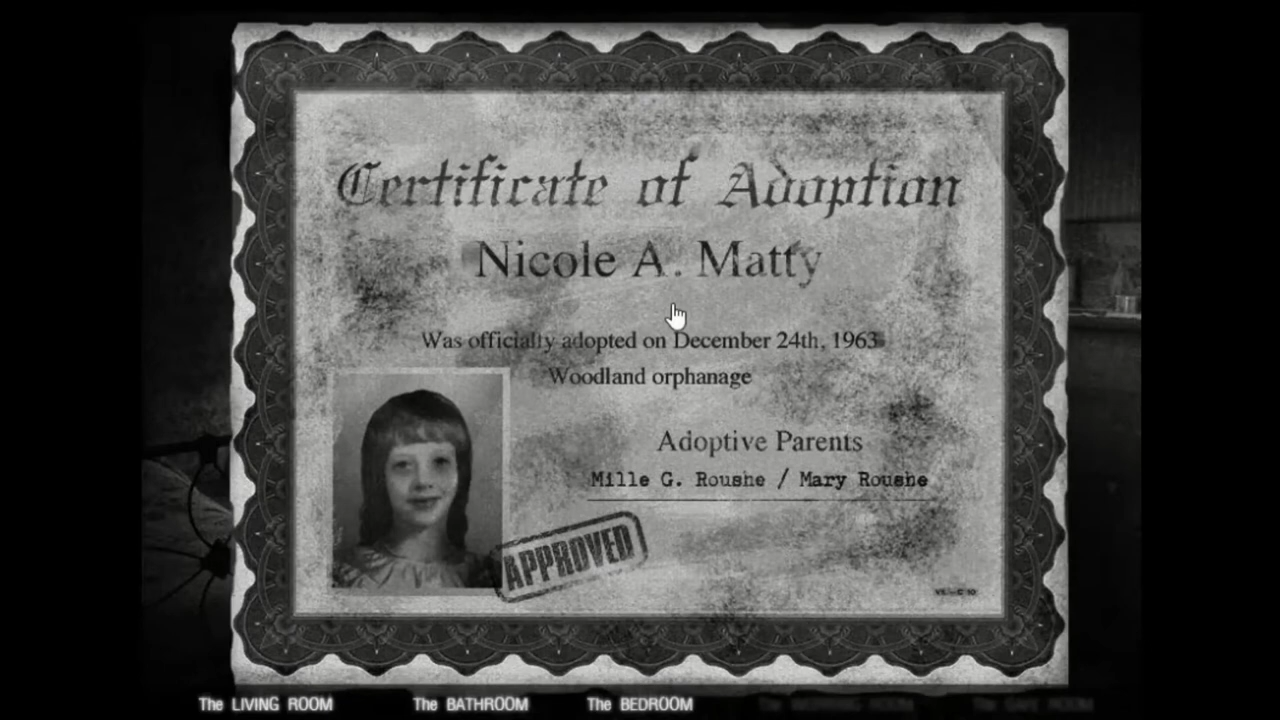 Certificate of Adoption
Nicole A. Matty
Was officially adopted on December 24th, 1963
Woodland orphanage
Adoptive Parents
Mille G. Roushe / Mary Roushe
APPROVED
The LIVING ROOM The BATHROOM The BEDROOM